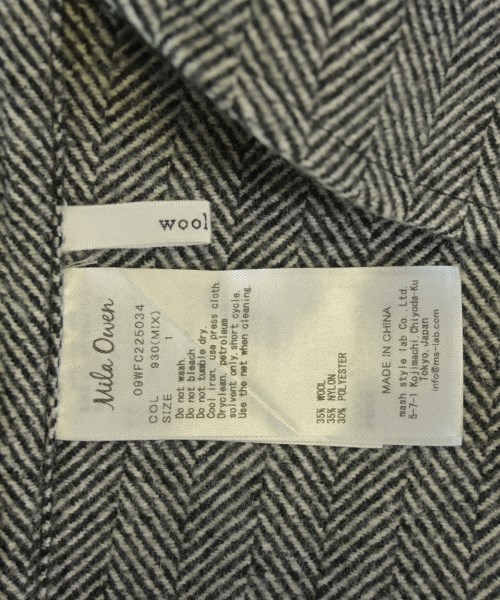 wool
Mila Owen
09WFC225034
COL 930(MIX)
SIZE 1
Do not wash.
Do not bleach.
Do not tumble dry.
Cool iron, use press cloth.
Dryclean, petroleum
solvent only, short cycle.
Use the net when cleaning.
35% WOOL
35% NYLON
30% POLYESTER
MADE IN CHINA
mash style lab Co., Ltd.
5-7-1 Kojimachi, Chiyoda-Ku
Tokyo, Japan
info@ms-lab.com